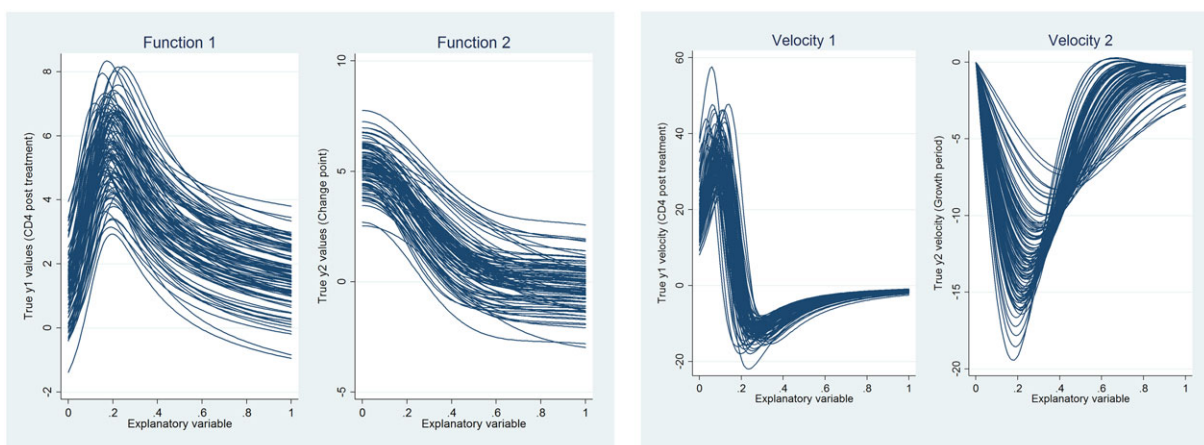 Function 1
True y1 values (CD4 post treatment)
8
6
4
2
0
-2
0 .2 .4 .6 .8 1
Explanatory variable
Function 2
True y2 values (Change point)
10
5
0
-5
0 .2 .4 .6 .8 1
Explanatory variable
Velocity 1
True y1 velocity (CD4 post treatment)
60
40
20
0
-20
0 .2 .4 .6 .8 1
Explanatory variable
Velocity 2
True y2 velocity (Growth period)
0
-5
-10
-15
-20
0 .2 .4 .6 .8 1
Explanatory variable